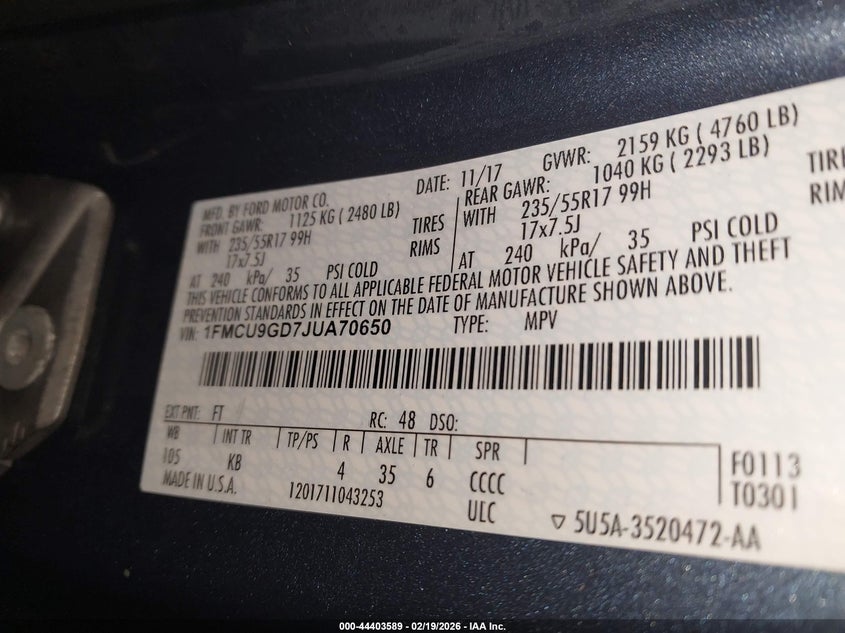 MFD. BY FORD MOTOR CO.
DATE: 11/17 GVWR: 2159 KG ( 4760 LB)
FRONT GAWR: 1125 KG ( 2480 LB) REAR GAWR: 1040 KG ( 2293 LB)
WITH 235/55R17 99H TIRES WITH 235/55R17 99H TIRE
17x7.5J RIMS 17x7.5J RIM
AT 240 kPa/ 35 PSI COLD AT 240 kPa/ 35 PSI COLD
THIS VEHICLE CONFORMS TO ALL APPLICABLE FEDERAL MOTOR VEHICLE SAFETY AND THEFT
PREVENTION STANDARDS IN EFFECT ON THE DATE OF MANUFACTURE SHOWN ABOVE.
VIN: 1FMCU9GD7JUA70650 TYPE: MPV
EXT PNT: FT RC: 48 DSO:
WB INT TR TP/PS R AXLE TR SPR
105 KB 4 35 6 CCCC F0113
MADE IN U.S.A. 1201711043253 ULC T0301
5U5A-3520472-AA
000-44403589 - 02/19/2026 - IAA Inc.